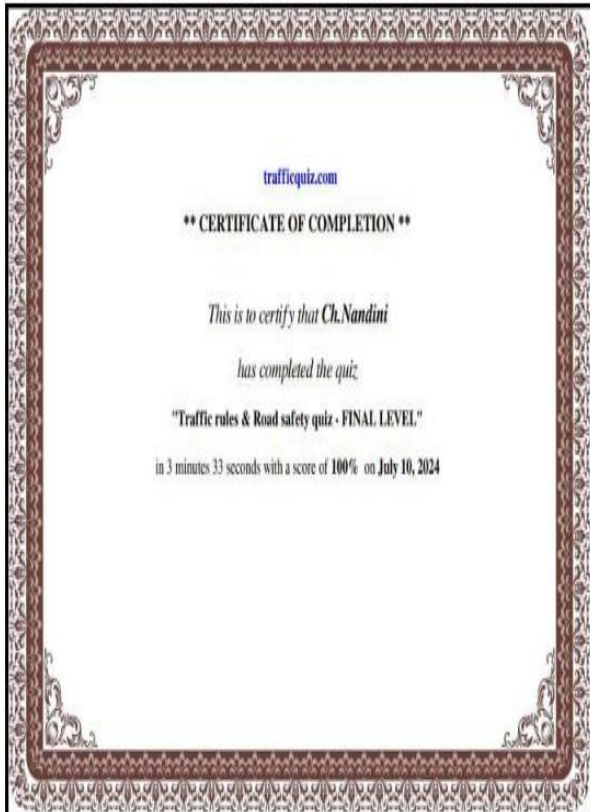 trafficquiz.com
** CERTIFICATE OF COMPLETION **
This is to certify that Ch.Nandini
has completed the quiz
"Traffic rules & Road safety quiz - FINAL LEVEL"
in 3 minutes 33 seconds with a score of 100% on July 10, 2024